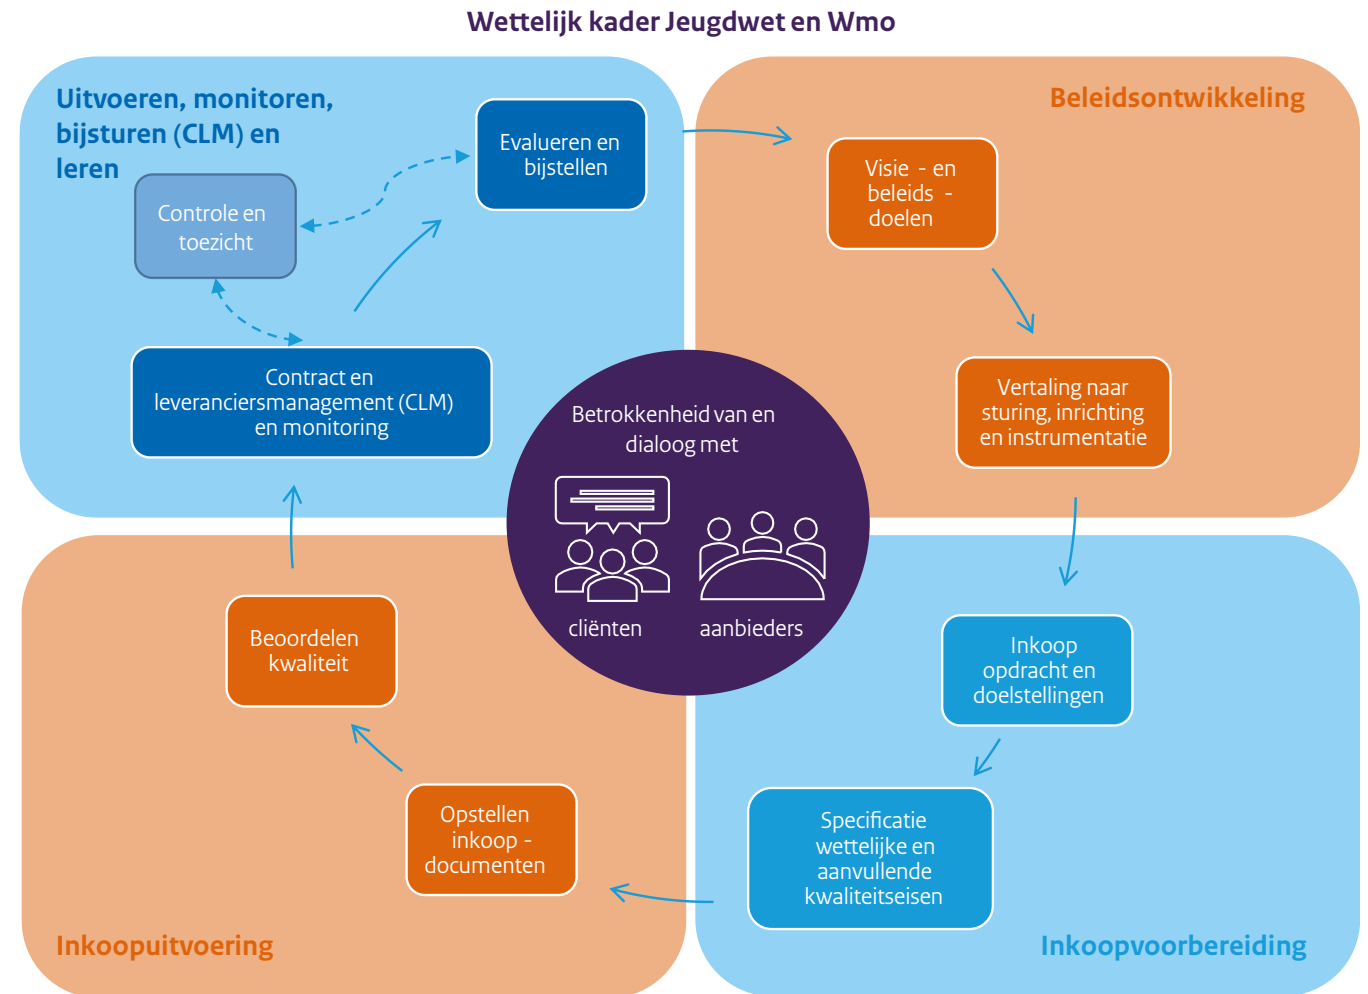 Wettelijk kader Jeugdwet en Wmo
Uitvoeren, monitoren,
bijsturen (CLM) en
leren
Evalueren en
bijstellen
Controle en
toezicht
Contract en
leveranciersmanagement (CLM)
en monitoring
Beleidsontwikkeling
Visie - en
beleids -
doelen
Vertaling naar
sturing, inrichting
en instrumentatie
Betrokkenheid van en
dialoog met
cliënten
aanbieders
Beoordelen
kwaliteit
Opstellen
inkoop -
documenten
Inkoopuitvoering
Inkoop
opdracht en
doelstellingen
Specificatie
wettelijke en
aanvullende
kwaliteitseisen
Inkoopvoorbereiding